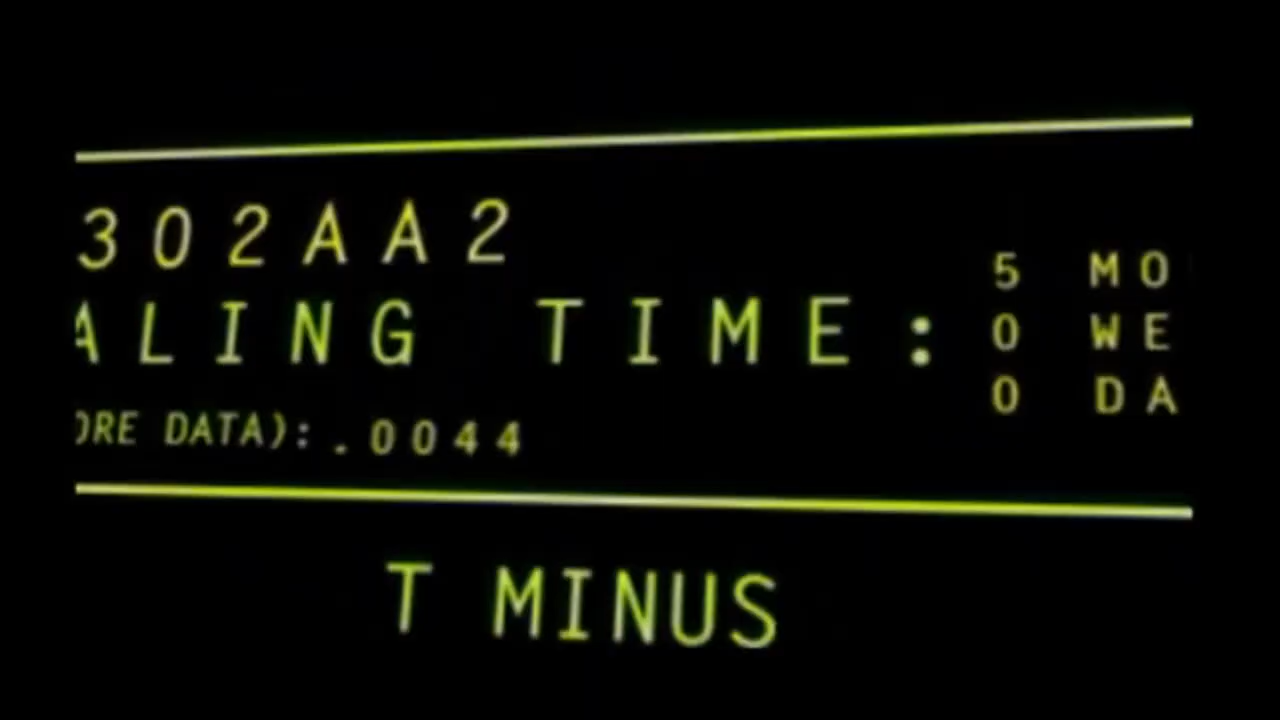 302AA2
ALING TIME:
5 MO
0 WE
0 DA
ORE DATA): .0044
T MINUS